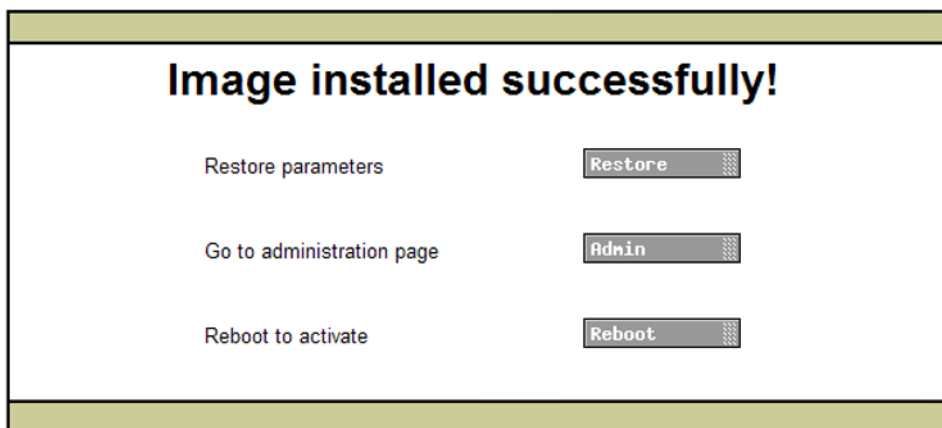 Image installed successfully!
Restore parameters Restore
Go to administration page Admin
Reboot to activate Reboot